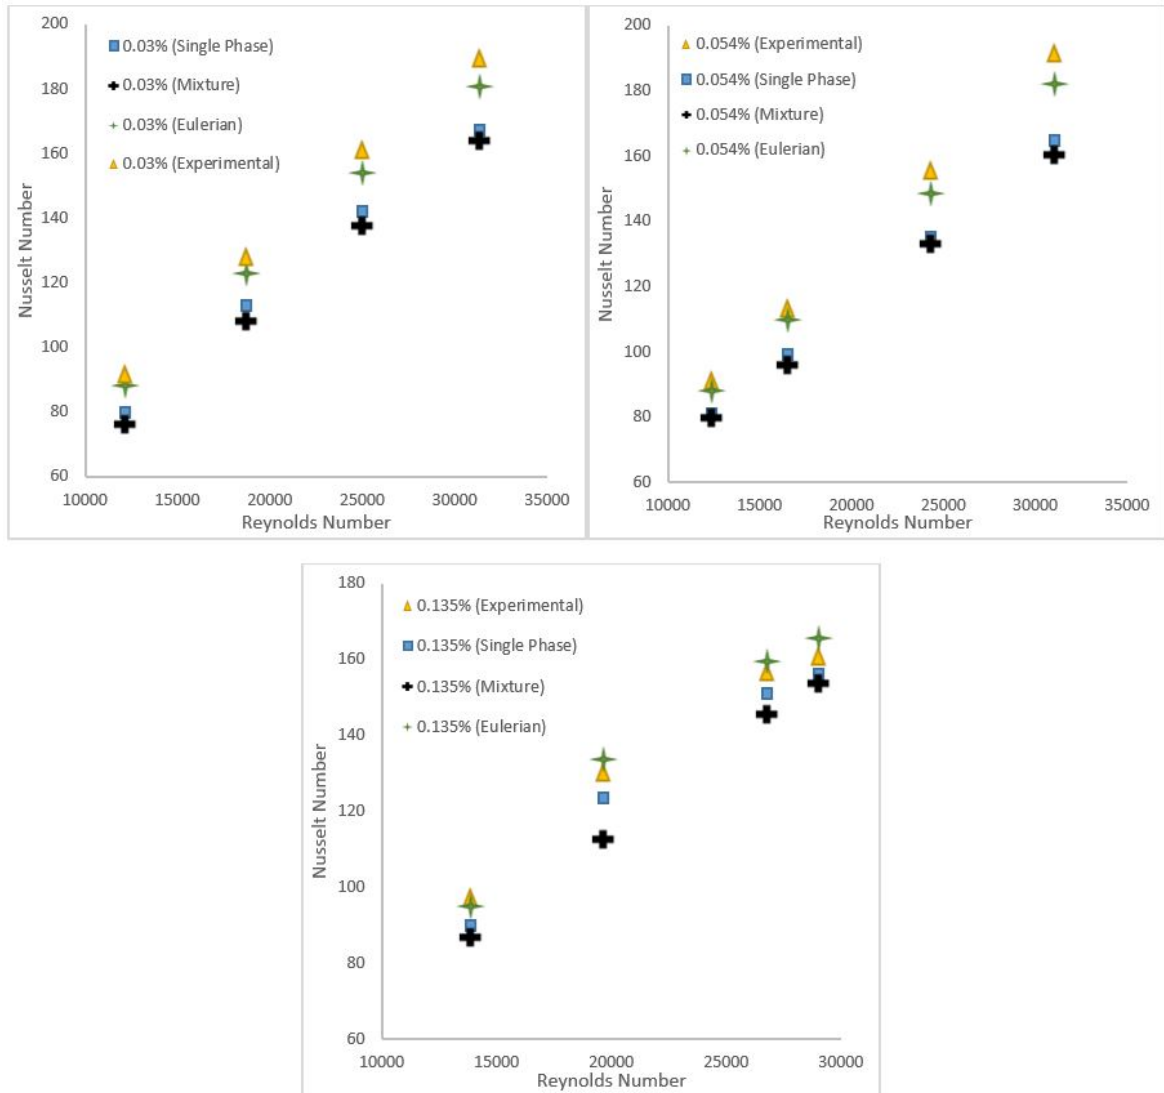 200
180
160
140
120
100
80
60
Nusselt Number
0.03% (Single Phase)
0.03% (Mixture)
0.03% (Eulerian)
0.03% (Experimental)
10000 15000 20000 25000 30000 35000
Reynolds Number
200
180
160
140
120
100
80
60
Nusselt Number
0.054% (Experimental)
0.054% (Single Phase)
0.054% (Mixture)
0.054% (Eulerian)
10000 15000 20000 25000 30000 35000
Reynolds Number
180
160
140
120
100
80
60
Nusselt Number
0.135% (Experimental)
0.135% (Single Phase)
0.135% (Mixture)
0.135% (Eulerian)
10000 15000 20000 25000 30000
Reynolds Number